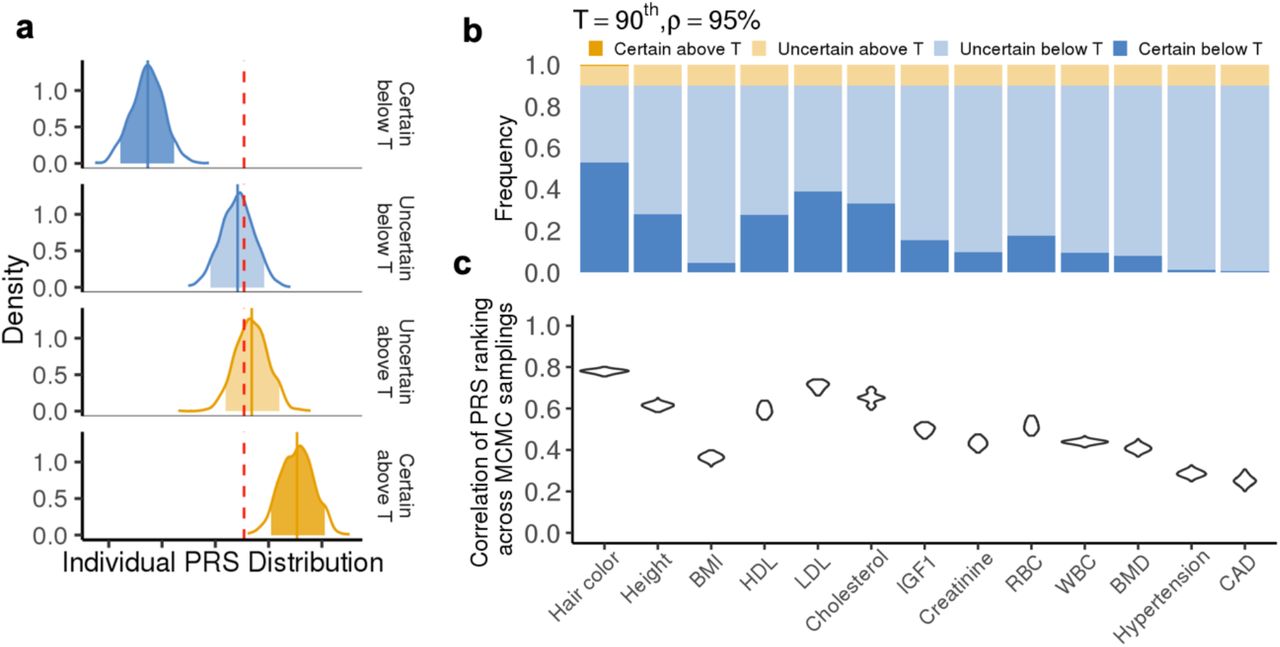 a
Density
1.0
0.5
0.0
Certain
below T
1.0
0.5
0.0
Uncertain
below T
1.0
0.5
0.0
Uncertain
above T
1.0
0.5
0.0
Certain
above T
Individual PRS Distribution
b
T = 90th,ρ = 95%
Certain above T Uncertain above T Uncertain below T Certain below T
Frequency
1.0
0.8
0.6
0.4
0.2
0.0
c
Correlation of PRS ranking
across MCMC samplings
1.0
0.8
0.6
0.4
0.2
0.0
Hair color
Height
BMI
HDL
LDL
Cholesterol
IGF1
Creatinine
RBC
WBC
BMD
Hypertension
CAD